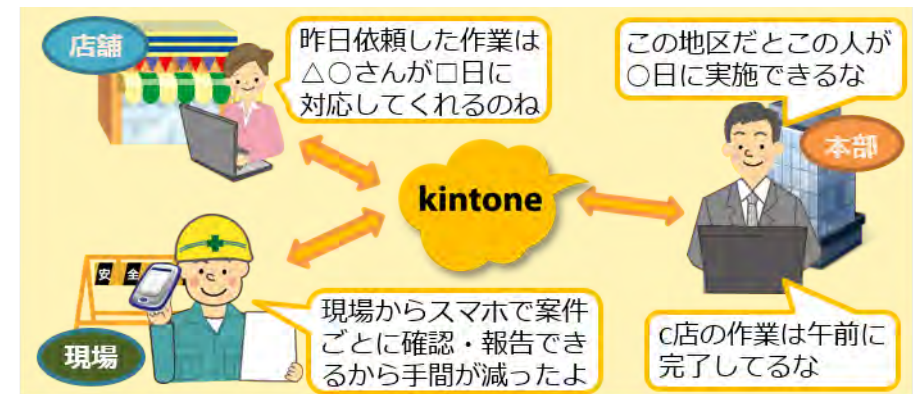 店舗
昨日依頼した作業は
△○さんが□日に
対応してくれるのね
この地区だとこの人が
○日に実施できるな
本部
kintone
安 全
現場
現場からスマホで案件
ごとに確認・報告でき
るから手間が減ったよ
C店の作業は午前に
完了してるな